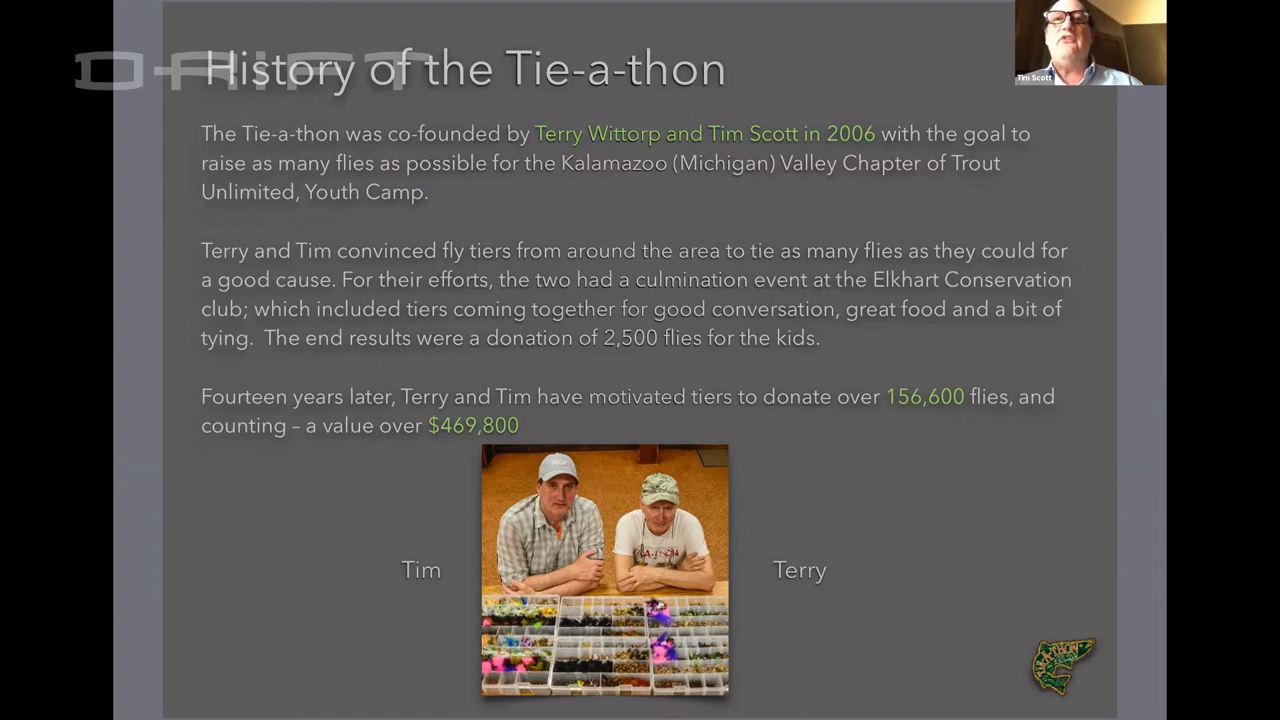 DRIFT
History of the Tie-a-thon
Tim Scott
The Tie-a-thon was co-founded by Terry Wittorp and Tim Scott in 2006 with the goal to
raise as many flies as possible for the Kalamazoo (Michigan) Valley Chapter of Trout
Unlimited, Youth Camp.
Terry and Tim convinced fly tiers from around the area to tie as many flies as they could for
a good cause. For their efforts, the two had a culmination event at the Elkhart Conservation
club; which included tiers coming together for good conversation, great food and a bit of
tying. The end results were a donation of 2,500 flies for the kids.
Fourteen years later, Terry and Tim have motivated tiers to donate over 156,600 flies, and
counting – a value over $469,800
Tim
Terry